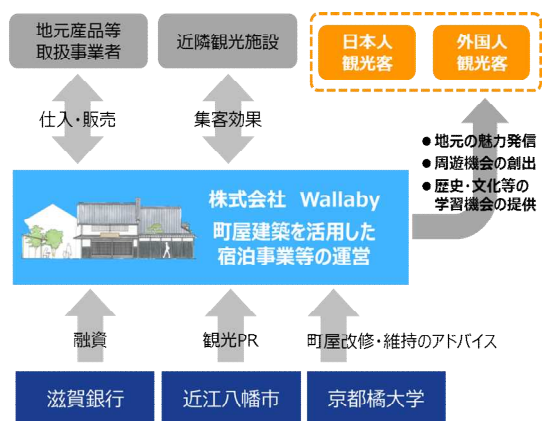 地元産品等
取扱事業者
近隣観光施設
日本人
観光客
外国人
観光客
仕入・販売
集客効果
●地元の魅力発信
●周遊機会の創出
●歴史・文化等の
学習機会の提供
株式会社 Wallaby
町屋建築を活用した
宿泊事業等の運営
融資
観光PR
町屋改修・維持のアドバイス
滋賀銀行
近江八幡市
京都橘大学